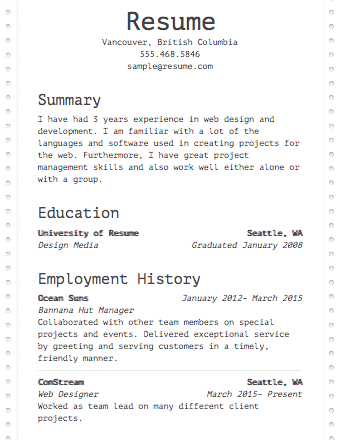 Resume
Vancouver, British Columbia
555.468.5846
sample@resume.com
Summary
I have had 3 years experience in web design and
development. I am familiar with a lot of the
languages and software used in creating projects for
the web. Furthermore, I have great project
management skills and also work well either alone or
with a group.
Education
University of Resume Seattle, WA
Design Media Graduated January 2008
Employment History
Ocean Suns January 2012- March 2015
Bannana Hut Manager
Collaborated with other team members on special
projects and events. Delivered exceptional service
by greeting and serving customers in a timely,
friendly manner.
ComStream Seattle, WA
Web Designer March 2015- Present
Worked as team lead on many different client
projects.